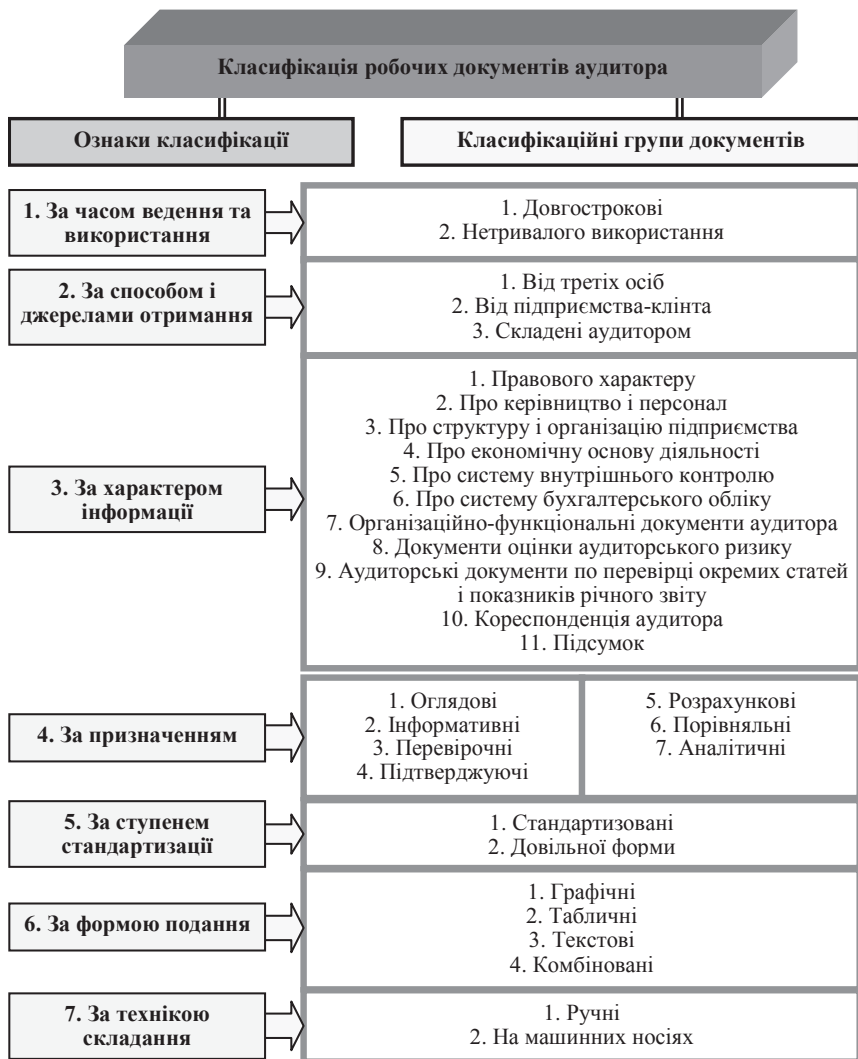 Класифікація робочих документів аудитора
Ознаки класифікації
Класифікаційні групи документів
1. За часом ведення та
використання
1. Довгострокові
2. Нетривалого використання
2. За способом і
джерелами отримання
1. Від третіх осіб
2. Від підприємства-клінта
3. Складені аудитором
3. За характером
інформації
1. Правового характеру
2. Про керівництво і персонал
3. Про структуру і організацію підприємства
4. Про економічну основу діяльності
5. Про систему внутрішнього контролю
6. Про систему бухгалтерського обліку
7. Організаційно-функціональні документи аудитора
8. Документи оцінки аудиторського ризику
9. Аудиторські документи по перевірці окремих статей
і показників річного звіту
10. Кореспонденція аудитора
11. Підсумок
4. За призначенням
1. Оглядові
2. Інформативні
3. Перевірочні
4. Підтверджуючі
5. Розрахункові
6. Порівняльні
7. Аналітичні
5. За ступенем
стандартизації
1. Стандартизовані
2. Довільної форми
6. За формою подання
1. Графічні
2. Табличні
3. Текстові
4. Комбіновані
7. За технікою
складання
1. Ручні
2. На машинних носіях